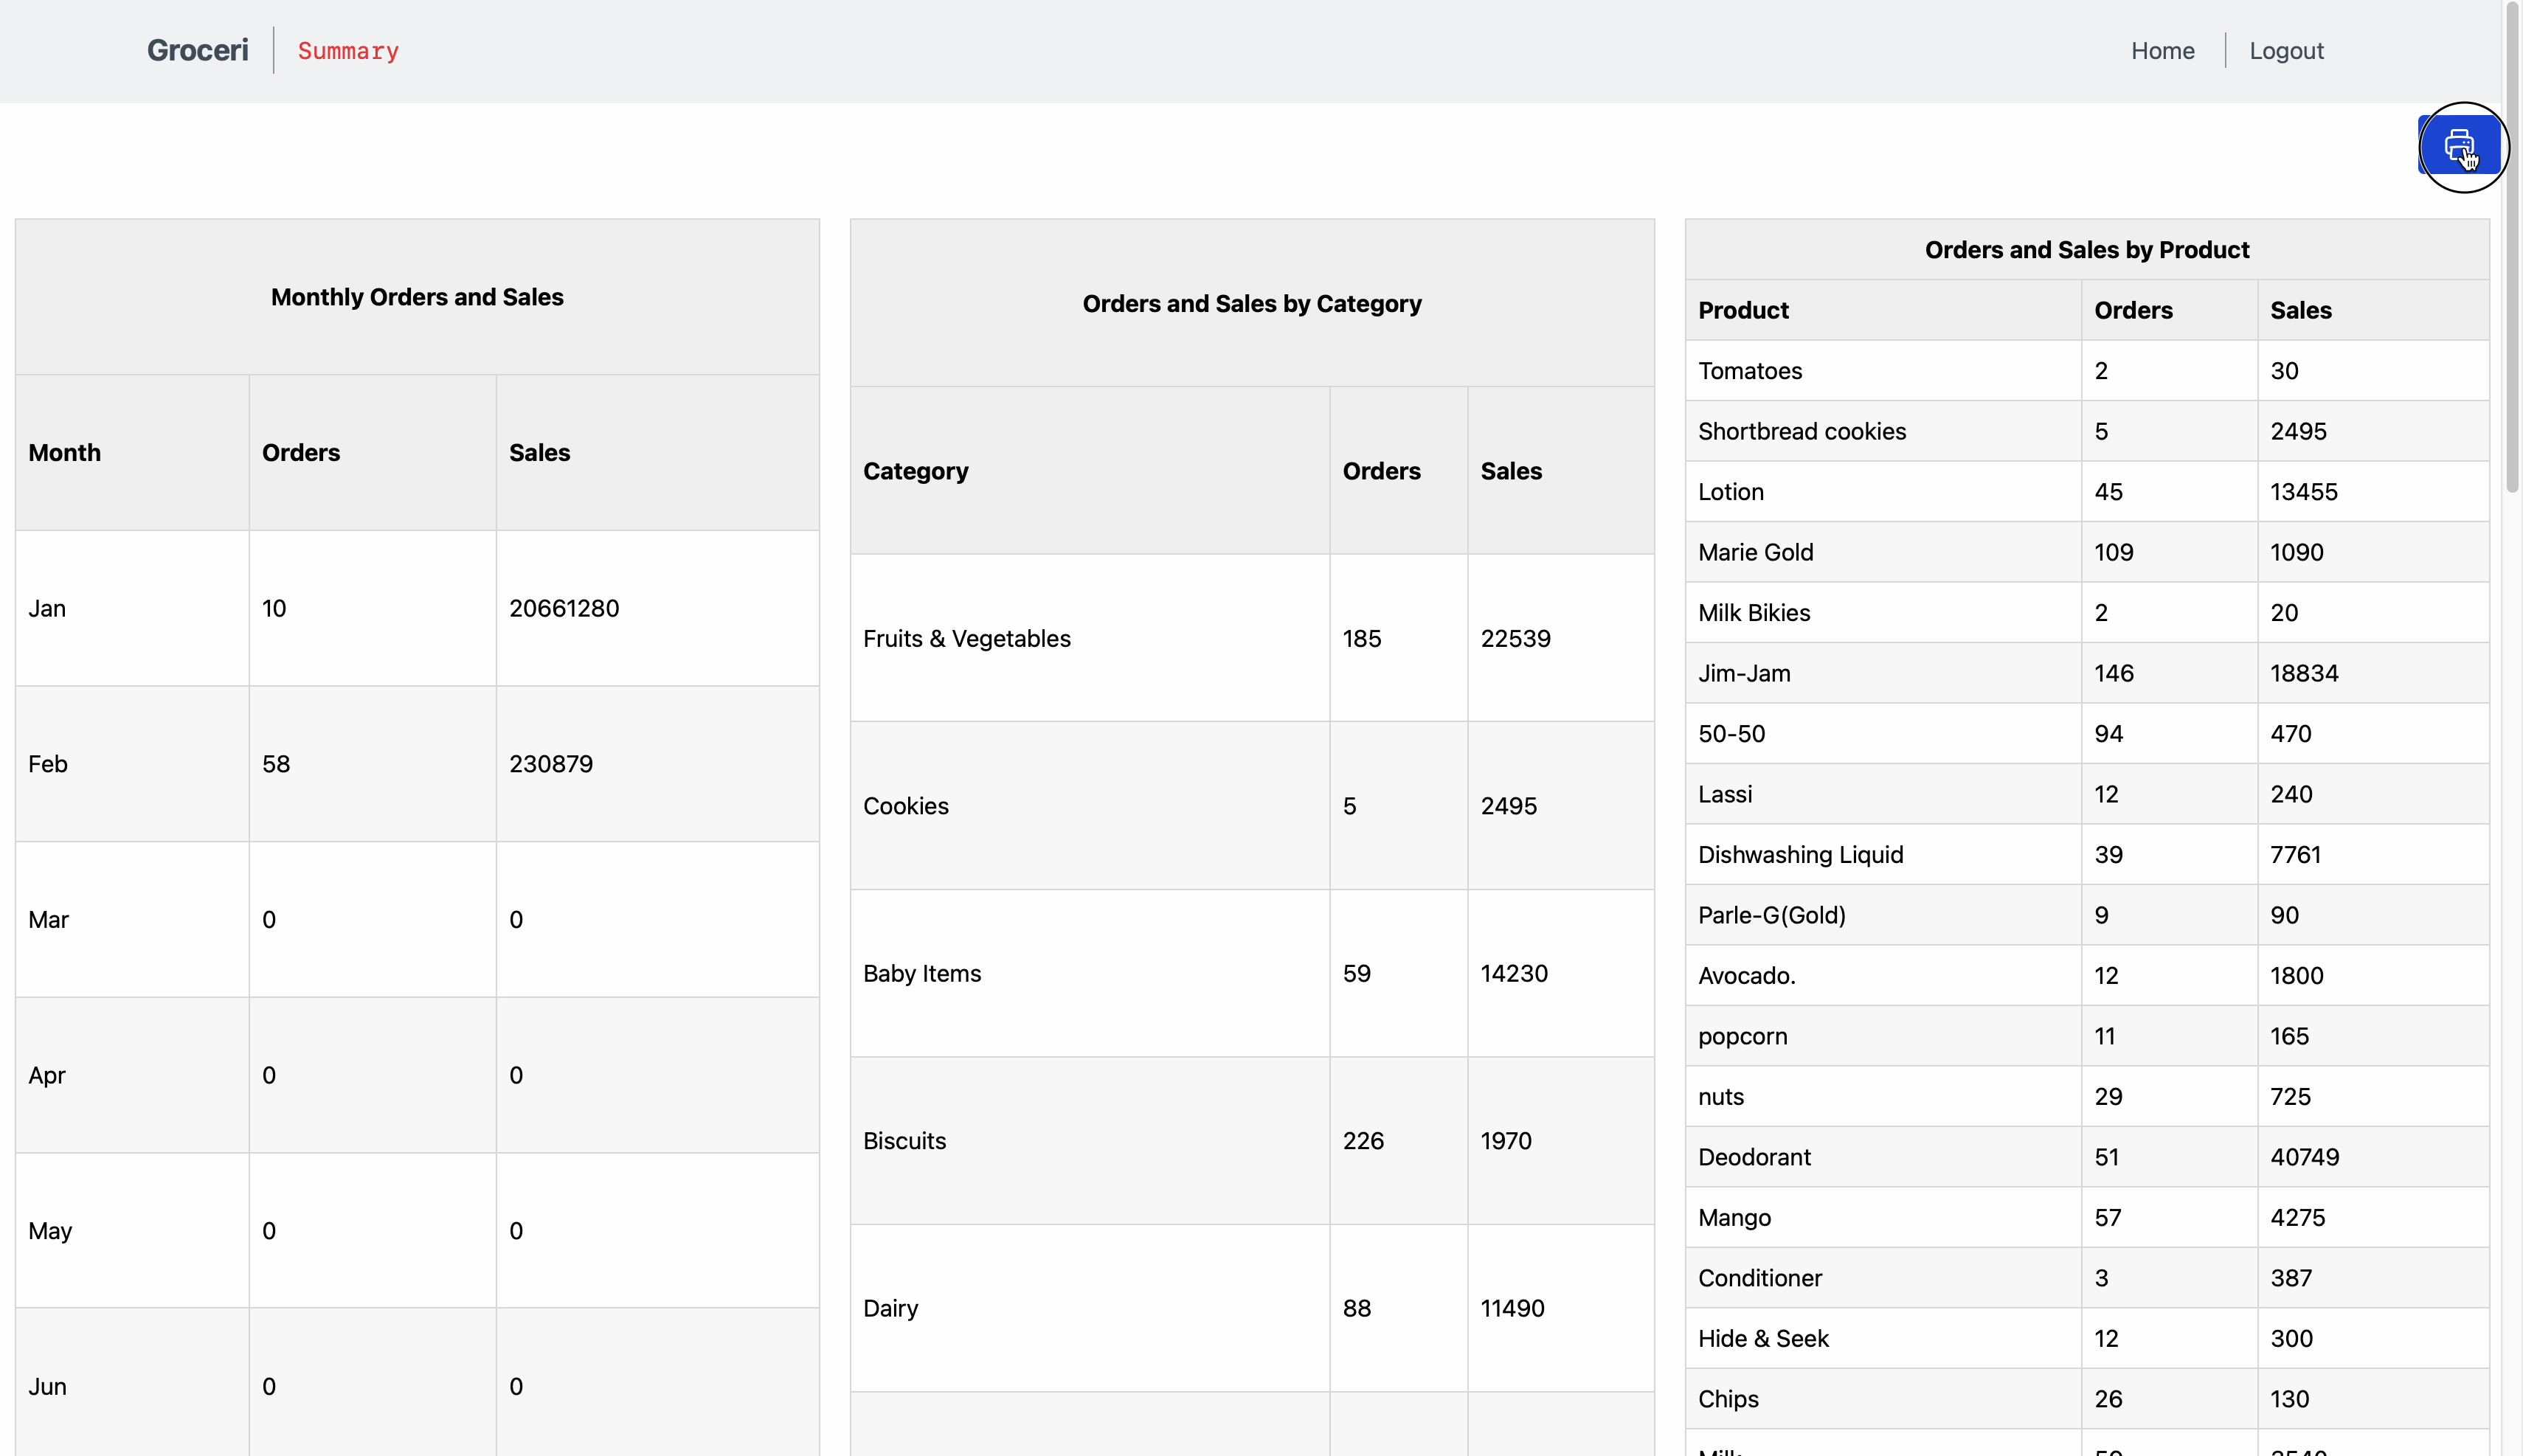 Groceri
Summary
Home
Logout
Monthly Orders and Sales
Month Orders Sales
Jan 10 20661280
Feb 58 230879
Mar 0 0
Apr 0 0
May 0 0
Jun 0 0
Orders and Sales by Category
Category Orders Sales
Fruits & Vegetables 185 22539
Cookies 5 2495
Baby Items 59 14230
Biscuits 226 1970
Dairy 88 11490
Orders and Sales by Product
Product Orders Sales
Tomatoes 2 30
Shortbread cookies 5 2495
Lotion 45 13455
Marie Gold 109 1090
Milk Bikies 2 20
Jim-Jam 146 18834
50-50 94 470
Lassi 12 240
Dishwashing Liquid 39 7761
Parle-G(Gold) 9 90
Avocado. 12 1800
popcorn 11 165
nuts 29 725
Deodorant 51 40749
Mango 57 4275
Conditioner 3 387
Hide & Seek 12 300
Chips 26 130